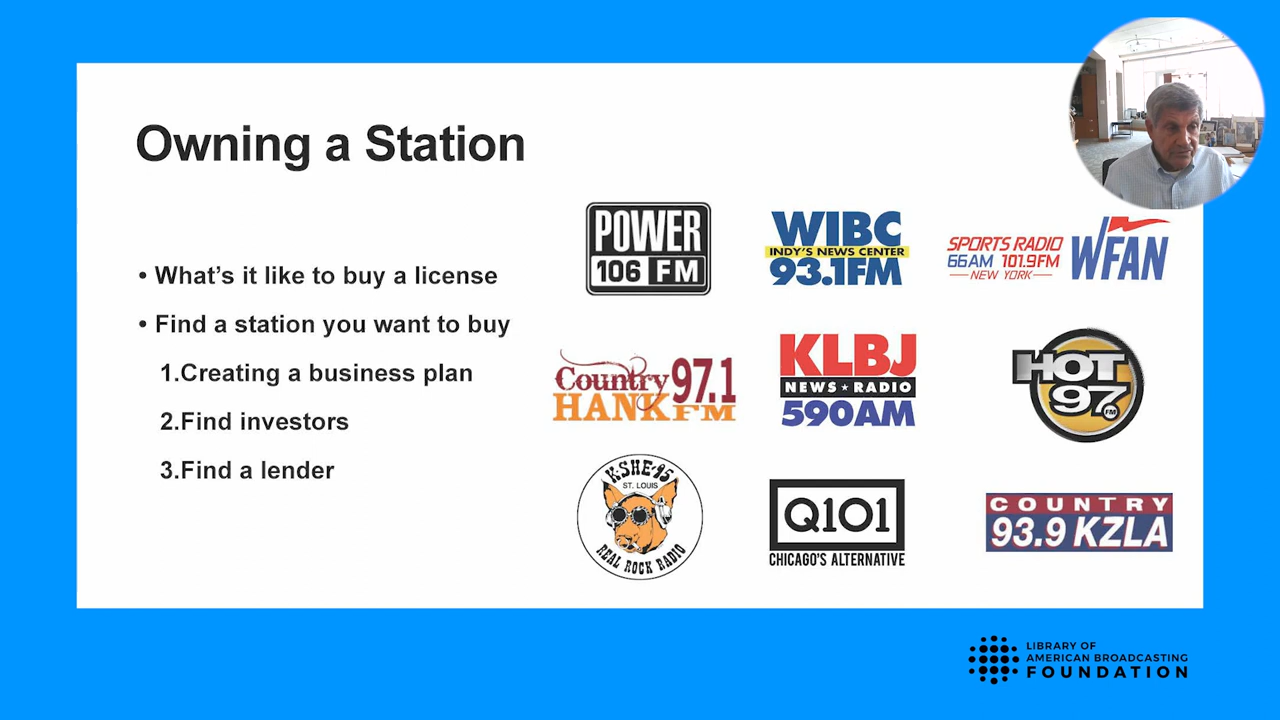 Owning a Station
• What's it like to buy a license
• Find a station you want to buy
1.Creating a business plan
2.Find investors
3.Find a lender
POWER
106 FM
WIBC
INDY'S NEWS CENTER
93.1FM
SPORTS RADIO
66AM 101.9FM
NEW YORK
WFAN
Country 97.1
HANK FM
KLBJ
NEWS★RADIO
590AM
HOT
97
FM
K-SHE-95
ST. LOUIS
REAL ROCK RADIO
Q101
CHICAGO'S ALTERNATIVE
COUNTRY
93.9 KZLA
LIBRARY OF
AMERICAN BROADCASTING
FOUNDATION